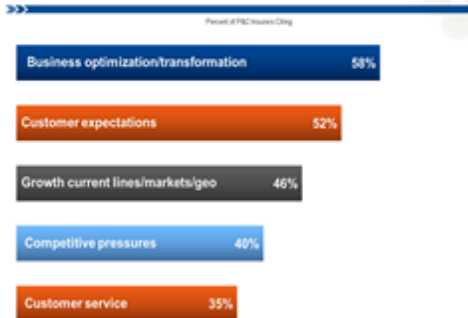 Percent of P&C Insurers Citing
Business optimization/transformation 58%
Customer expectations 52%
Growth current lines/markets/geo 46%
Competitive pressures 40%
Customer service 35%